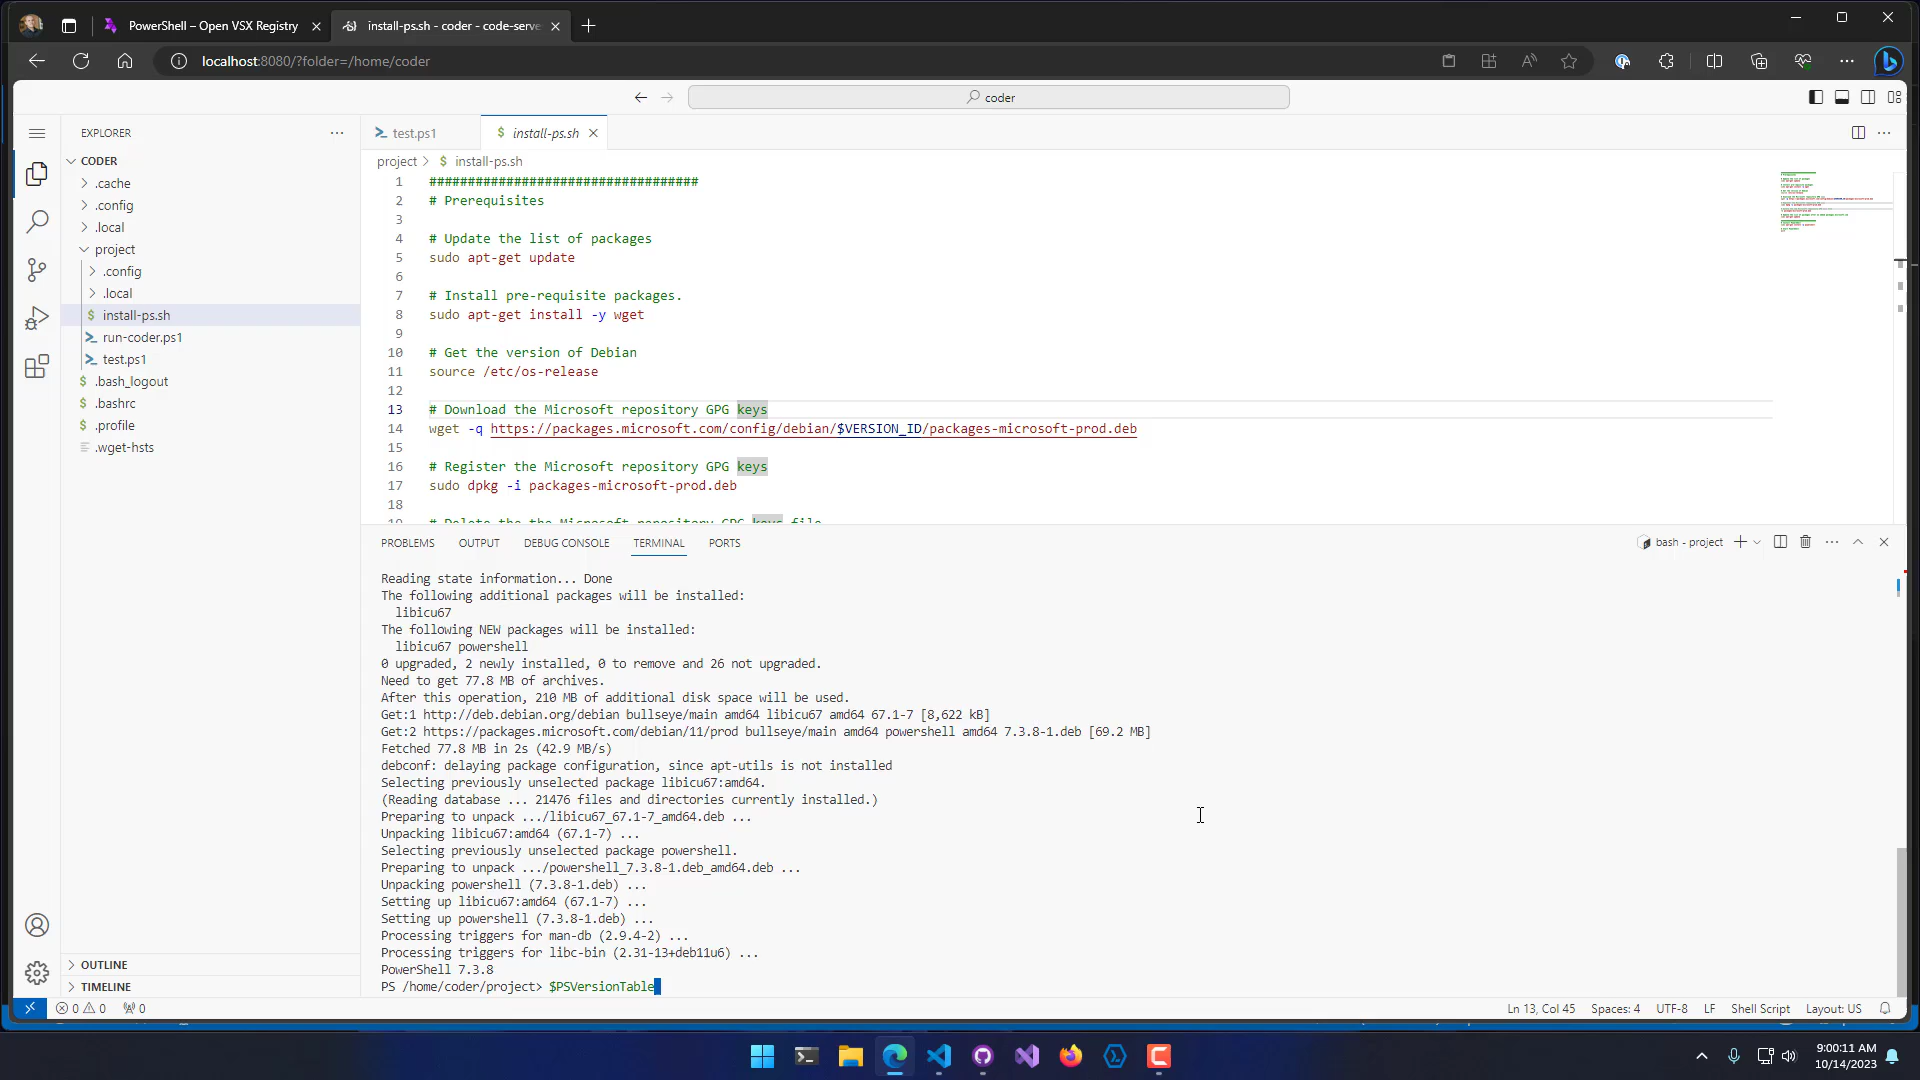 PowerShell – Open VSX Registry
install-ps.sh - coder - code-serve
localhost:8080/?folder=/home/coder
coder
EXPLORER
CODER
.cache
.config
.local
project
.config
.local
install-ps.sh
run-coder.ps1
test.ps1
.bash_logout
.bashrc
.profile
.wget-hsts
OUTLINE
TIMELINE
test.ps1
install-ps.sh
project > $ install-ps.sh
1 ###################################
2 # Prerequisites
3
4 # Update the list of packages
5 sudo apt-get update
6
7 # Install pre-requisite packages.
8 sudo apt-get install -y wget
9
10 # Get the version of Debian
11 source /etc/os-release
12
13 # Download the Microsoft repository GPG keys
14 wget -q https://packages.microsoft.com/config/debian/$VERSION_ID/packages-microsoft-prod.deb
15
16 # Register the Microsoft repository GPG keys
17 sudo dpkg -i packages-microsoft-prod.deb
18
19 # Delete the the Microsoft repository GPG keys file
PROBLEMS OUTPUT DEBUG CONSOLE TERMINAL PORTS
bash - project
Reading state information... Done
The following additional packages will be installed:
libicu67
The following NEW packages will be installed:
libicu67 powershell
0 upgraded, 2 newly installed, 0 to remove and 26 not upgraded.
Need to get 77.8 MB of archives.
After this operation, 210 MB of additional disk space will be used.
Get:1 http://deb.debian.org/debian bullseye/main amd64 libicu67 amd64 67.1-7 [8,622 kB]
Get:2 https://packages.microsoft.com/debian/11/prod bullseye/main amd64 powershell amd64 7.3.8-1.deb [69.2 MB]
Fetched 77.8 MB in 2s (42.9 MB/s)
debconf: delaying package configuration, since apt-utils is not installed
Selecting previously unselected package libicu67:amd64.
(Reading database ... 21476 files and directories currently installed.)
Preparing to unpack .../libicu67_67.1-7_amd64.deb ...
Unpacking libicu67:amd64 (67.1-7) ...
Selecting previously unselected package powershell.
Preparing to unpack .../powershell_7.3.8-1.deb_amd64.deb ...
Unpacking powershell (7.3.8-1.deb) ...
Setting up libicu67:amd64 (67.1-7) ...
Setting up powershell (7.3.8-1.deb) ...
Processing triggers for man-db (2.9.4-2) ...
Processing triggers for libc-bin (2.31-13+deb11u6) ...
PowerShell 7.3.8
PS /home/coder/project> $PSVersionTable
0 0 0
Ln 13, Col 45 Spaces: 4 UTF-8 LF Shell Script Layout: US
9:00:11 AM
10/14/2023